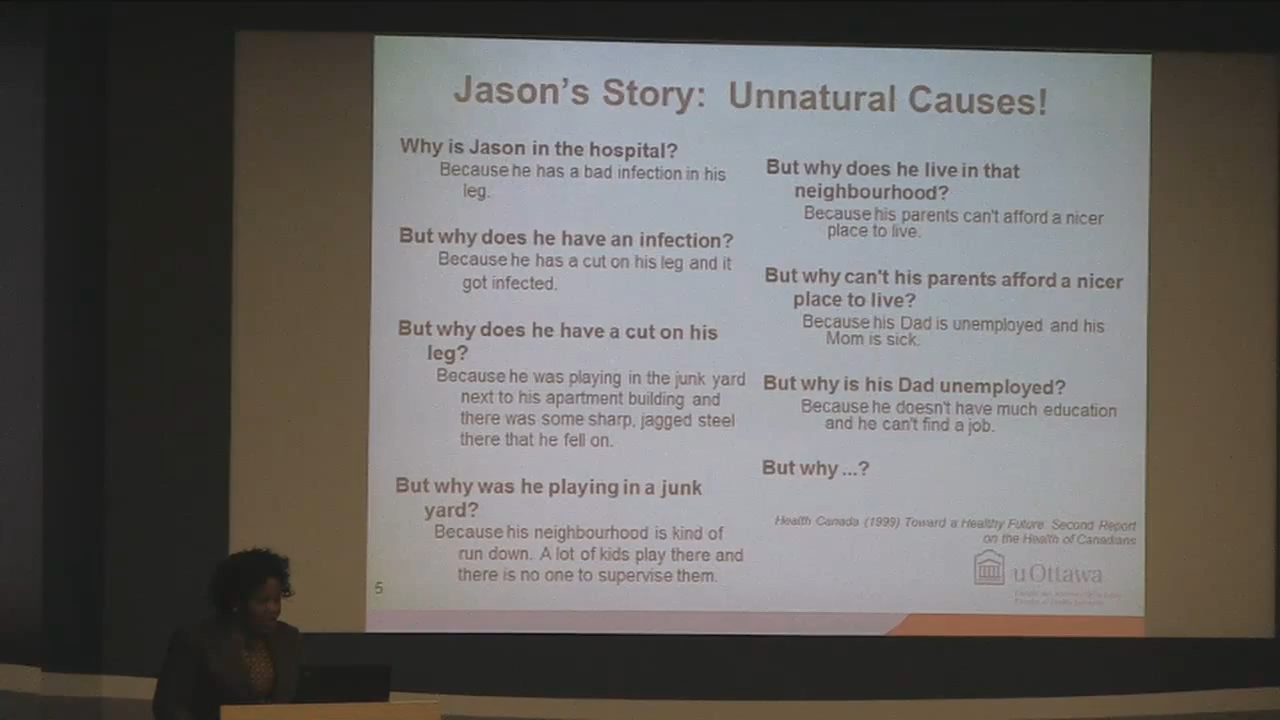 Jason's Story: Unnatural Causes!
Why is Jason in the hospital?
Because he has a bad infection in his
leg.
But why does he have an infection?
Because he has a cut on his leg and it
got infected.
But why does he have a cut on his
leg?
Because he was playing in the junk yard
next to his apartment building and
there was some sharp, jagged steel
there that he fell on.
But why was he playing in a junk
yard?
Because his neighbourhood is kind of
run down. A lot of kids play there and
there is no one to supervise them.
But why does he live in that
neighbourhood?
Because his parents can't afford a nicer
place to live.
But why can't his parents afford a nicer
place to live?
Because his Dad is unemployed and his
Mom is sick.
But why is his Dad unemployed?
Because he doesn't have much education
and he can't find a job.
But why ...?
Health Canada (1999) Toward a Healthy Future: Second Report
on the Health of Canadians
uOttawa
5